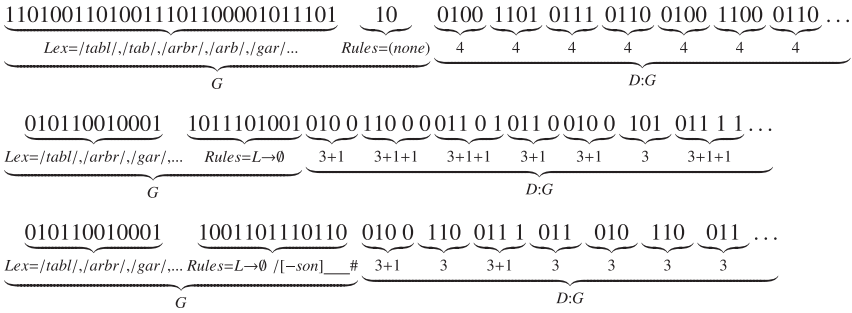 11010011010011101100001011101 10 0100 1101 0111 0110 0100 1100 0110 ...
Lex=/tabl/,/tab/,/arbr/,/arb/,/gar/... Rules=(none) 4 4 4 4 4 4 4
G D:G
010110010001 1011101001 010 0 110 0 0 011 0 1 011 0 010 0 101 011 1 1 ...
Lex=/tabl/,/arbr/,/gar/,... Rules=L→∅ 3+1 3+1+1 3+1+1 3+1 3+1 3 3+1+1
G D:G
010110010001 1001101110110 010 0 110 011 1 011 010 110 011 ...
Lex=/tabl/,/arbr/,/gar/,... Rules=L→∅ /[−son]___# 3+1 3 3+1 3 3 3 3
G D:G